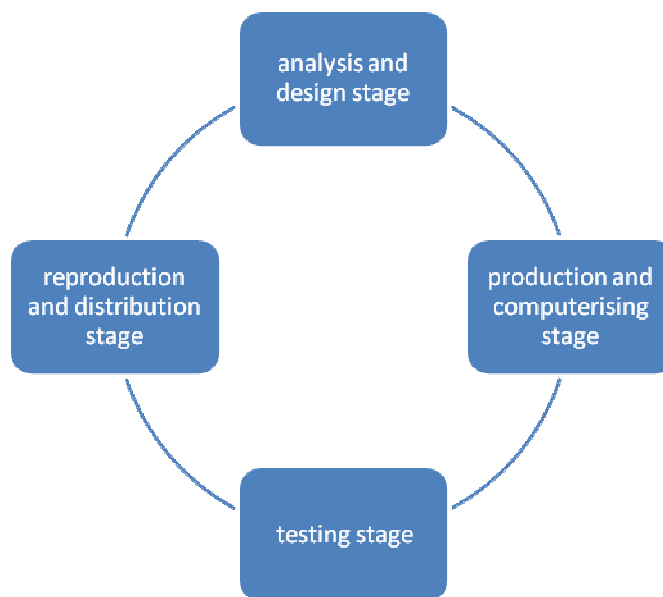 analysis and
design stage
production and
computerising
stage
testing stage
reproduction
and distribution
stage